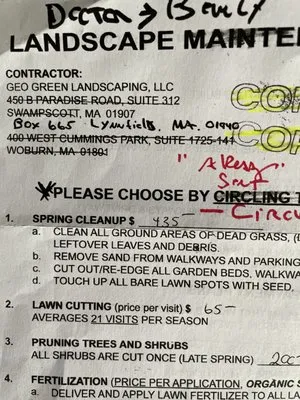 LANDSCAPE MAINTE
CONTRACTOR:
GEO GREEN LANDSCAPING, LLC
450 B PARADISE ROAD, SUITE 312
SWAMPSCOTT, MA 01907
Box 665 Lynnfield, MA. 01940
400 WEST CUMMINGS PARK, SUITE 1725-141
WOBURN, MA 01801
COP
COP
"Already
Sent
PLEASE CHOOSE BY CIRCLING T
— CIRC
1. SPRING CLEANUP $ 435—
a. CLEAN ALL GROUND AREAS OF DEAD GRASS, (
LEFTOVER LEAVES AND DEBRIS.
b. REMOVE SAND FROM WALKWAYS AND PARKING
c. CUT OUT/RE-EDGE ALL GARDEN BEDS, WALKWA
d. TOUCH UP ALL BARE LAWN SPOTS WITH SEED.
2. LAWN CUTTING (price per visit) $ 65—
AVERAGES 21 VISITS PER SEASON
3. PRUNING TREES AND SHRUBS
ALL SHRUBS ARE CUT ONCE (LATE SPRING)
4. FERTILIZATION (PRICE PER APPLICATION, ORGANIC S
a. DELIVER AND APPLY LAWN FERTILIZER TO ALL LA